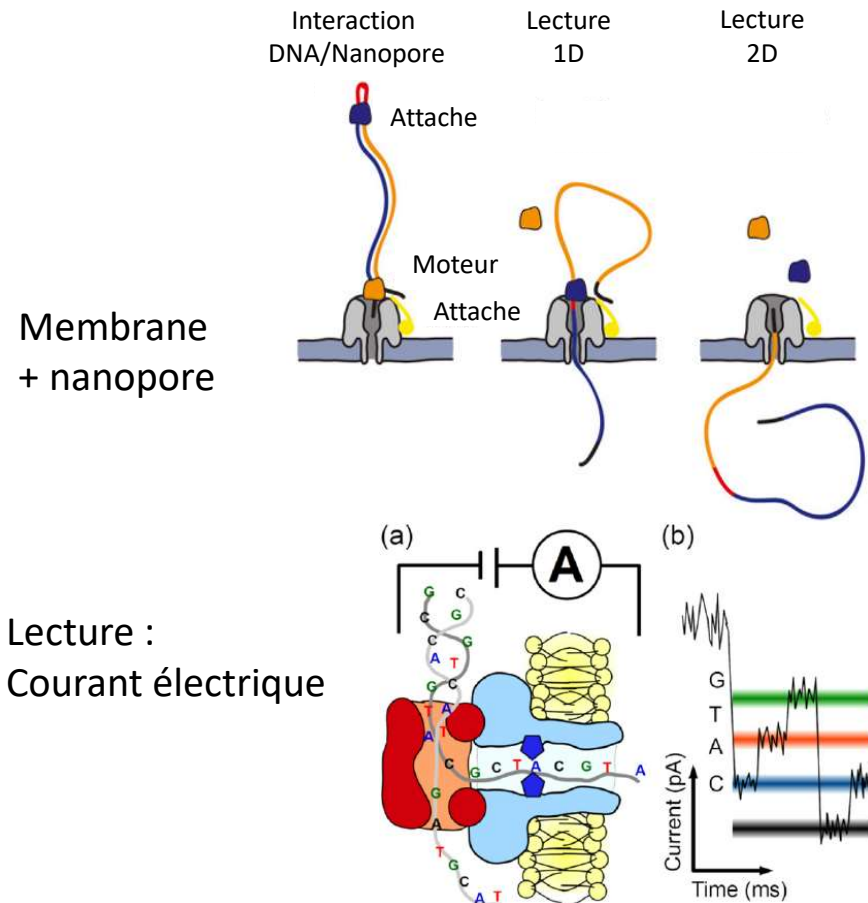 Interaction
DNA/Nanopore
Lecture
1D
Lecture
2D
Attache
Moteur
Attache
Membrane
+ nanopore
Lecture :
Courant électrique
(a)
A
G C
C G
C G
A T
G C
T A
A T
C G C T A C G T A
G
A
T
G
C
A T
(b)
G
T
A
C
Current (pA)
Time (ms)